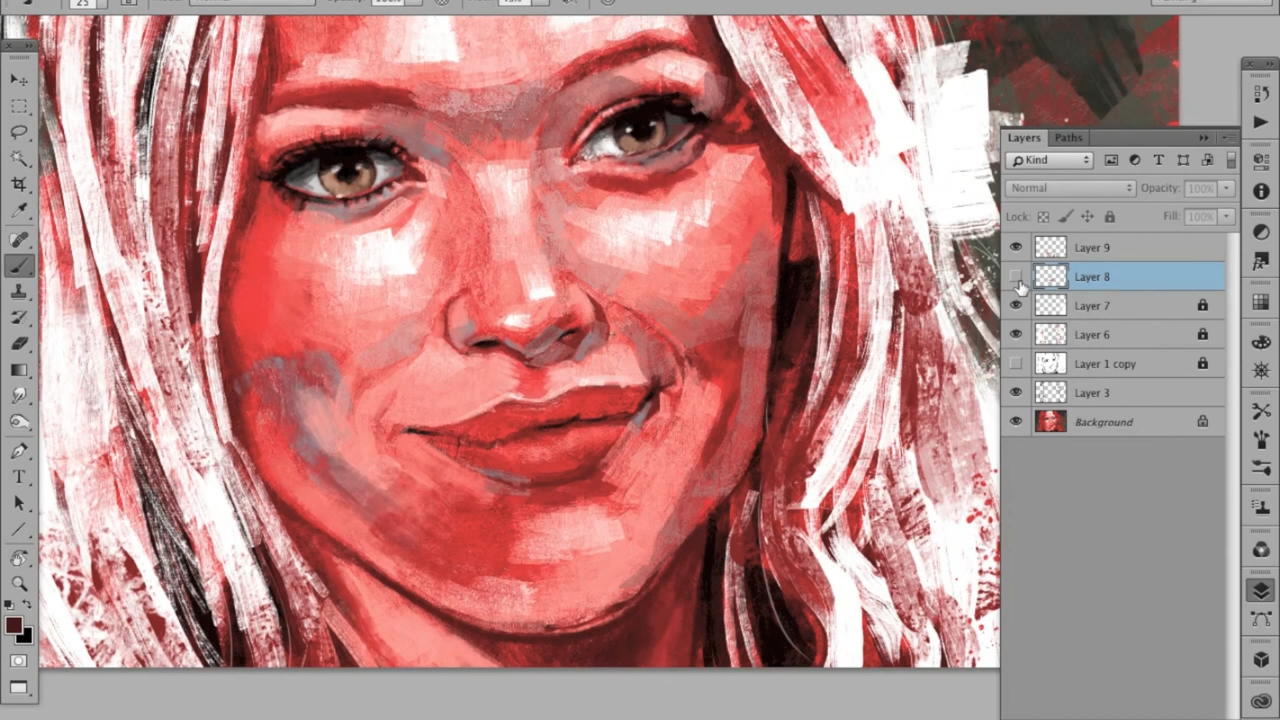 25
Layers Paths
Kind
Normal Opacity: 100%
Lock: Fill: 100%
Layer 9
Layer 8
Layer 7
Layer 6
Layer 1 copy
Layer 3
Background